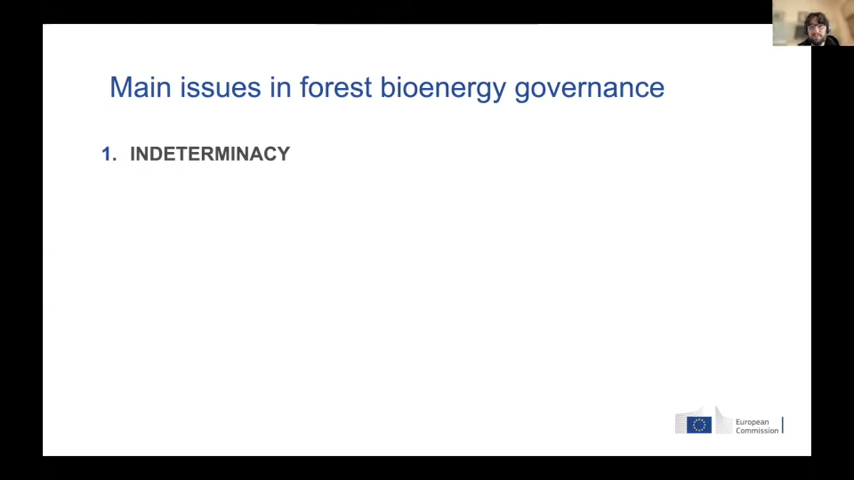 Main issues in forest bioenergy governance
1. INDETERMINACY
European
Commission